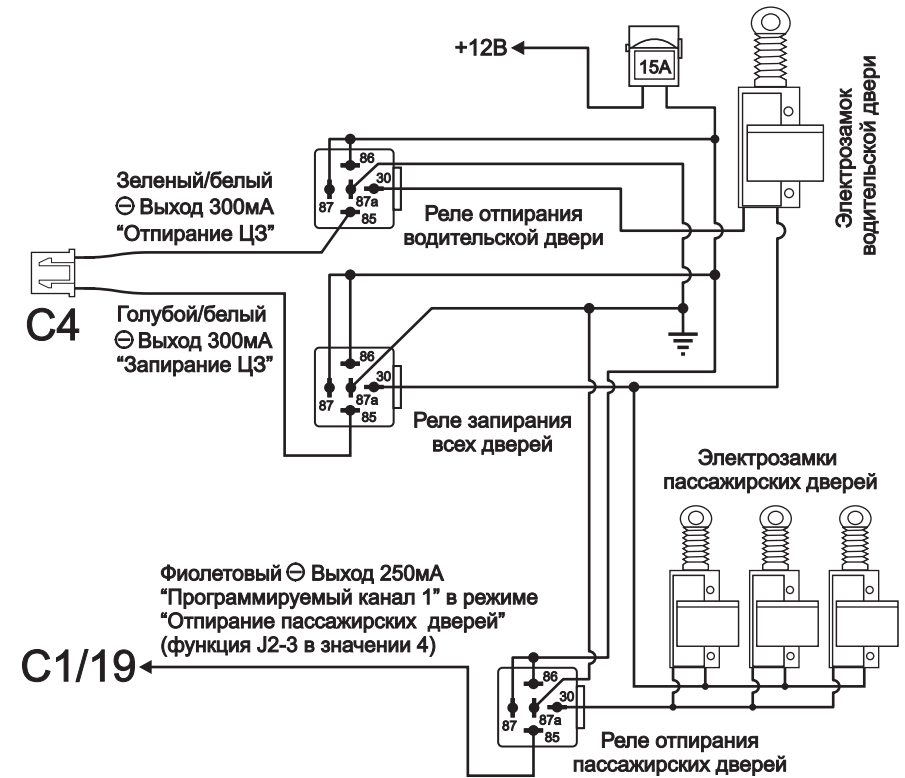 +12В
15А
Электрозамок
водительской двери
86
30
87
87а
85
Зеленый/белый
⊖ Выход 300мА
“Отпирание ЦЗ”
Реле отпирания
водительской двери
С4
Голубой/белый
⊖ Выход 300мА
“Запирание ЦЗ”
86
30
87
87а
85
Реле запирания
всех дверей
Электрозамки
пассажирских дверей
Фиолетовый ⊖ Выход 250мА
“Программируемый канал 1” в режиме
“Отпирание пассажирских дверей”
(функция J2-3 в значении 4)
С1/19
86
30
87
87а
85
Реле отпирания
пассажирских дверей